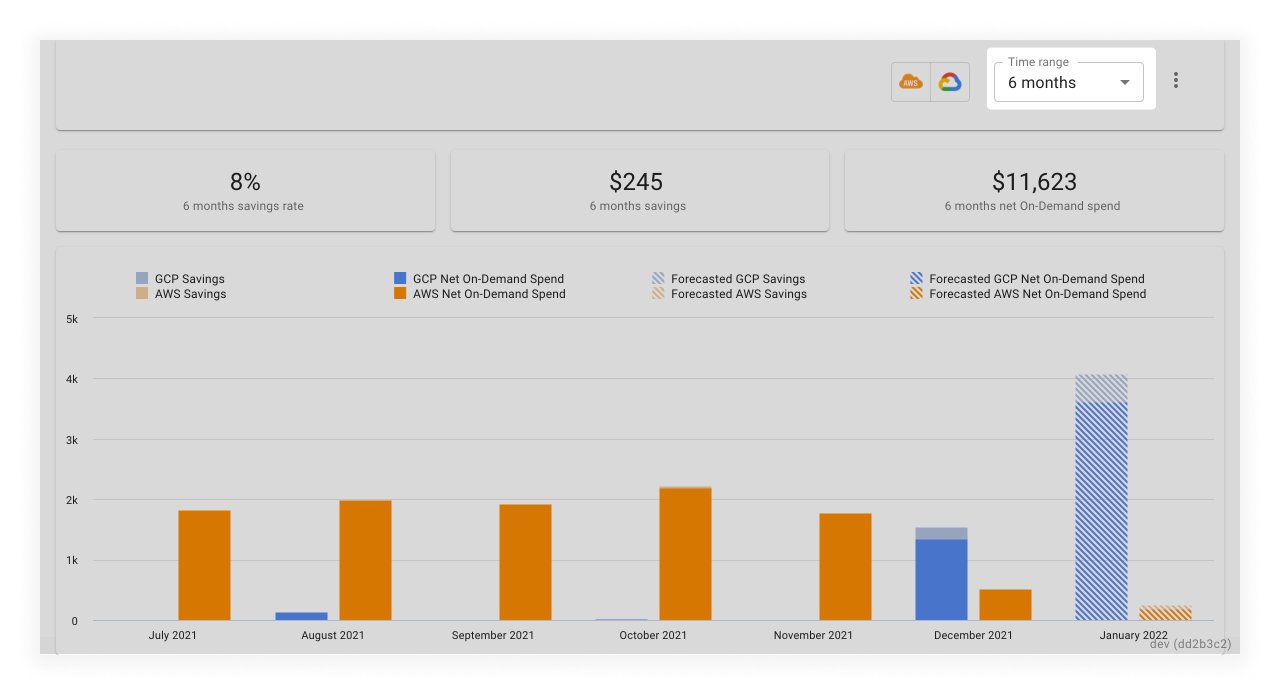 Time range
AWS
6 months
8%
6 months savings rate
$245
6 months savings
$11,623
6 months net On-Demand spend
GCP Savings
AWS Savings
GCP Net On-Demand Spend
AWS Net On-Demand Spend
Forecasted GCP Savings
Forecasted AWS Savings
Forecasted GCP Net On-Demand Spend
Forecasted AWS Net On-Demand Spend
5k
4k
3k
2k
1k
0
July 2021
August 2021
September 2021
October 2021
November 2021
December 2021
January 2022
dev (dd2b3c2)